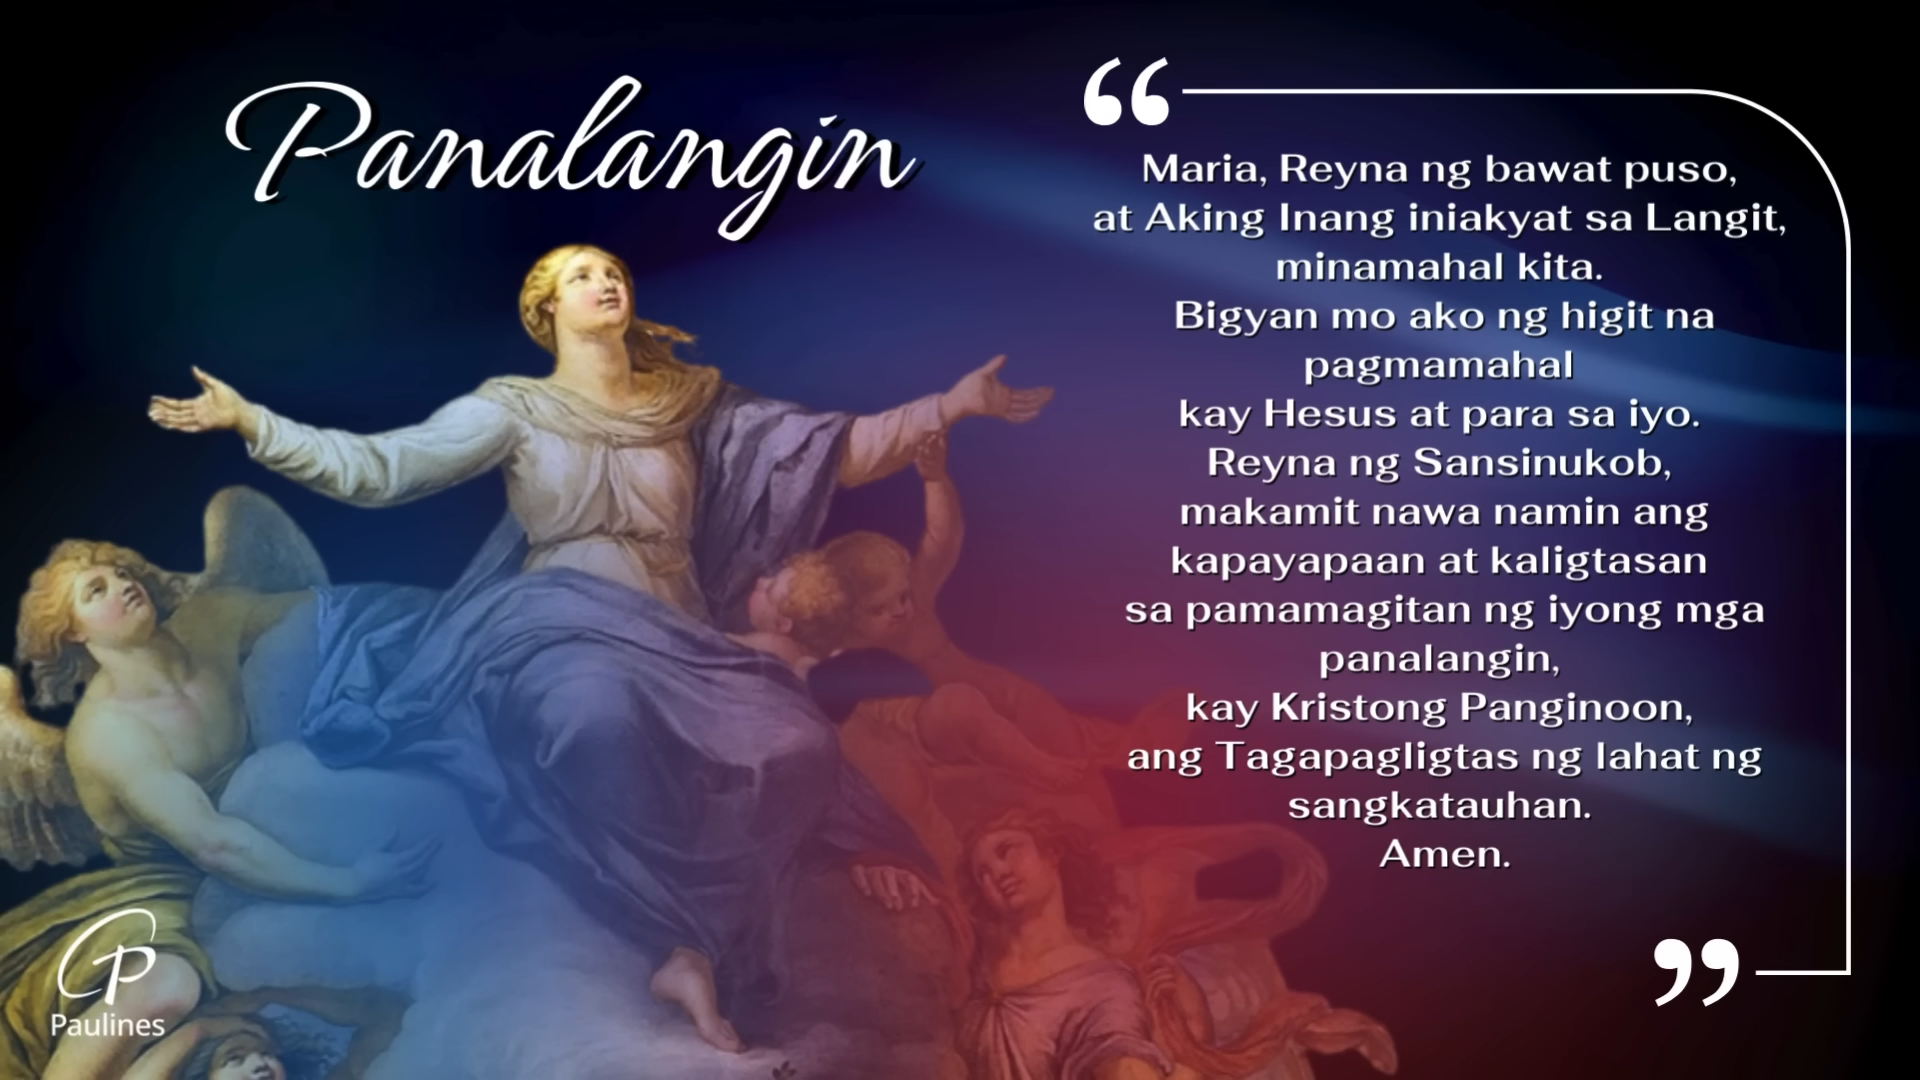 Panalangin
Maria, Reyna ng bawat puso,
at Aking Inang iniakyat sa Langit,
minamahal kita.
Bigyan mo ako ng higit na
pagmamahal
kay Hesus at para sa iyo.
Reyna ng Sansinukob,
makamit nawa namin ang
kapayapaan at kaligtasan
sa pamamagitan ng iyong mga
panalangin,
kay Kristong Panginoon,
ang Tagapagligtas ng lahat ng
sangkatauhan.
Amen.
Paulines